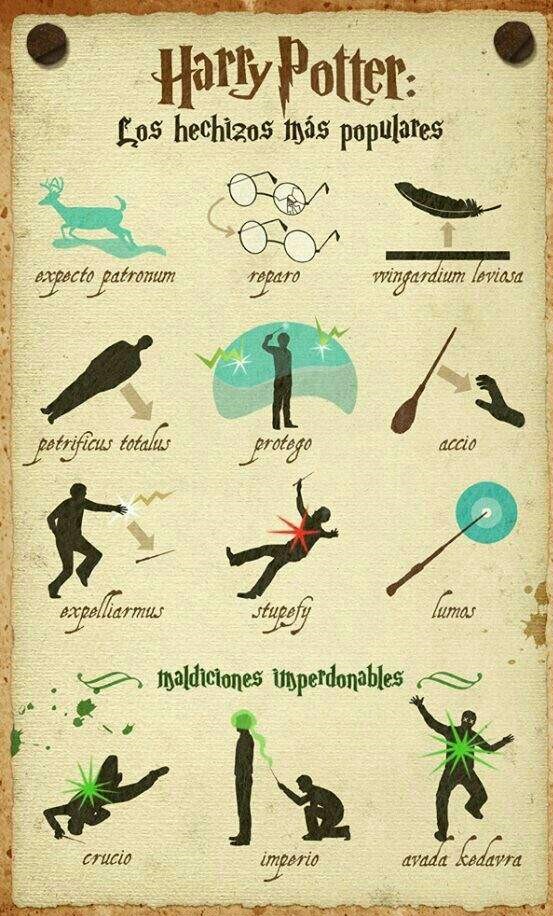 Harry Potter:
Los hechizos más populares
expecto patronum
reparo
wingardium leviosa
petrificus totalus
protego
accio
expelliarmus
stupefy
lumos
maldiciones imperdonables
crucio
imperio
avada kedavra